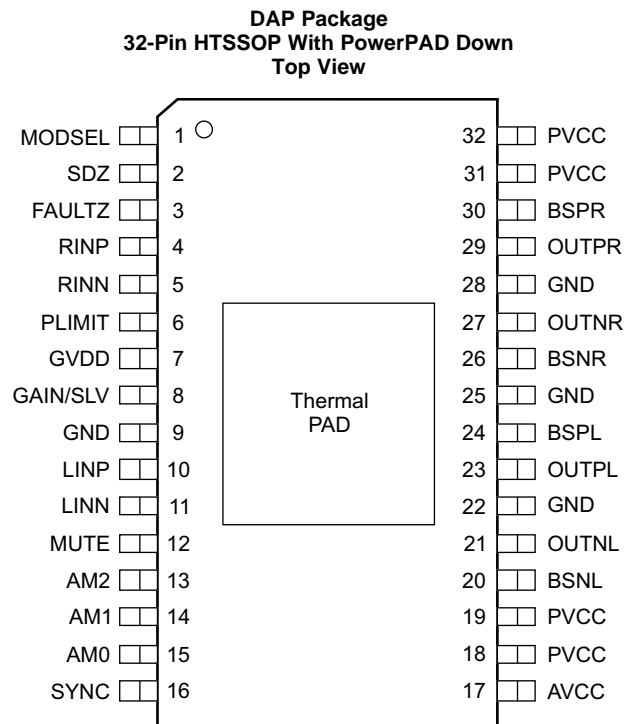 DAP Package
32-Pin HTSSOP With PowerPAD Down
Top View
MODSEL 1 32 PVCC
SDZ 2 31 PVCC
FAULTZ 3 30 BSPR
RINP 4 29 OUTPR
RINN 5 28 GND
PLIMIT 6 27 OUTNR
GVDD 7 26 BSNR
GAIN/SLV 8 25 GND
GND 9 24 BSPL
LINP 10 23 OUTPL
LINN 11 22 GND
MUTE 12 21 OUTNL
AM2 13 20 BSNL
AM1 14 19 PVCC
AM0 15 18 PVCC
SYNC 16 17 AVCC
Thermal
PAD